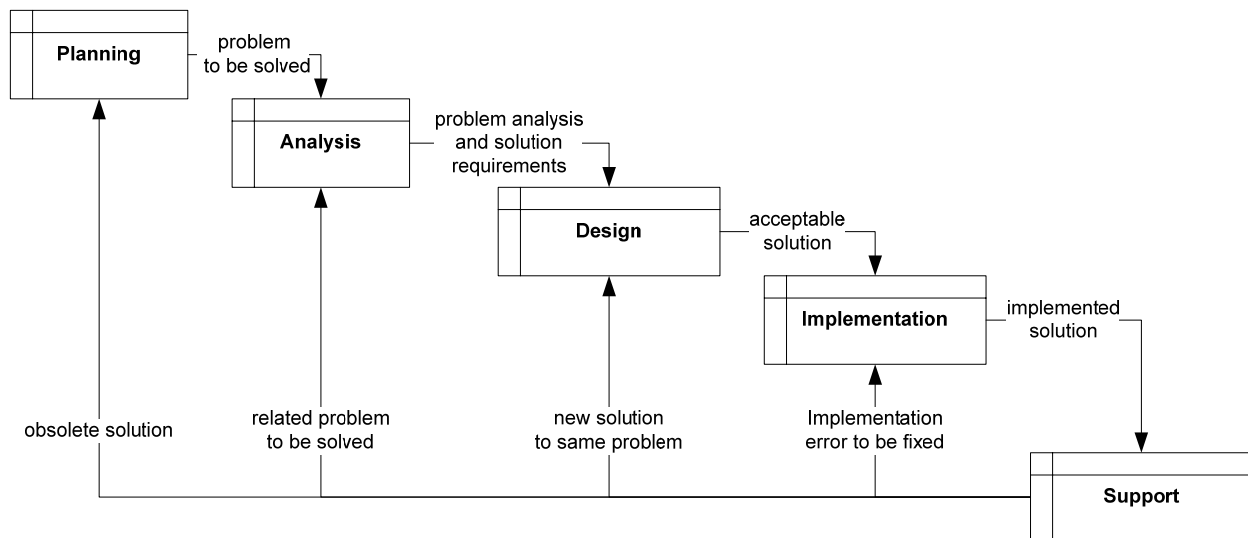 Planning
problem
to be solved
Analysis
problem analysis
and solution
requirements
Design
acceptable
solution
Implementation
implemented
solution
obsolete solution
related problem
to be solved
new solution
to same problem
Implementation
error to be fixed
Support